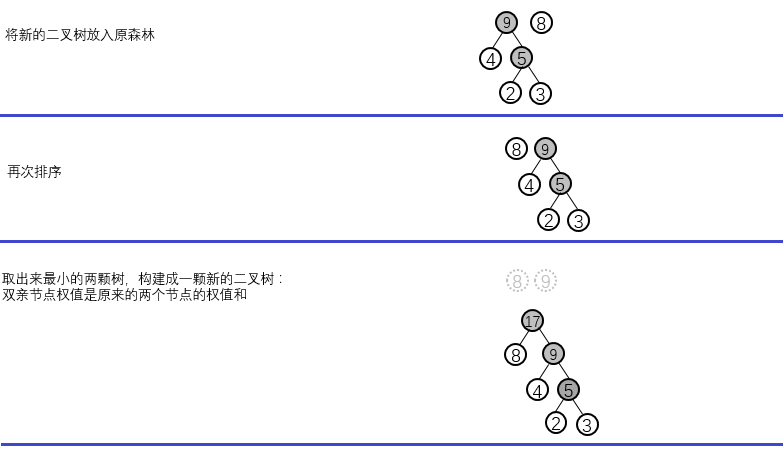 将新的二叉树放入原森林
9 8
4 5
2 3
再次排序
8 9
4 5
2 3
取出来最小的两颗树，构建成一颗新的二叉树：
双亲节点权值是原来的两个节点的权值和
8 9
17
8 9
4 5
2 3